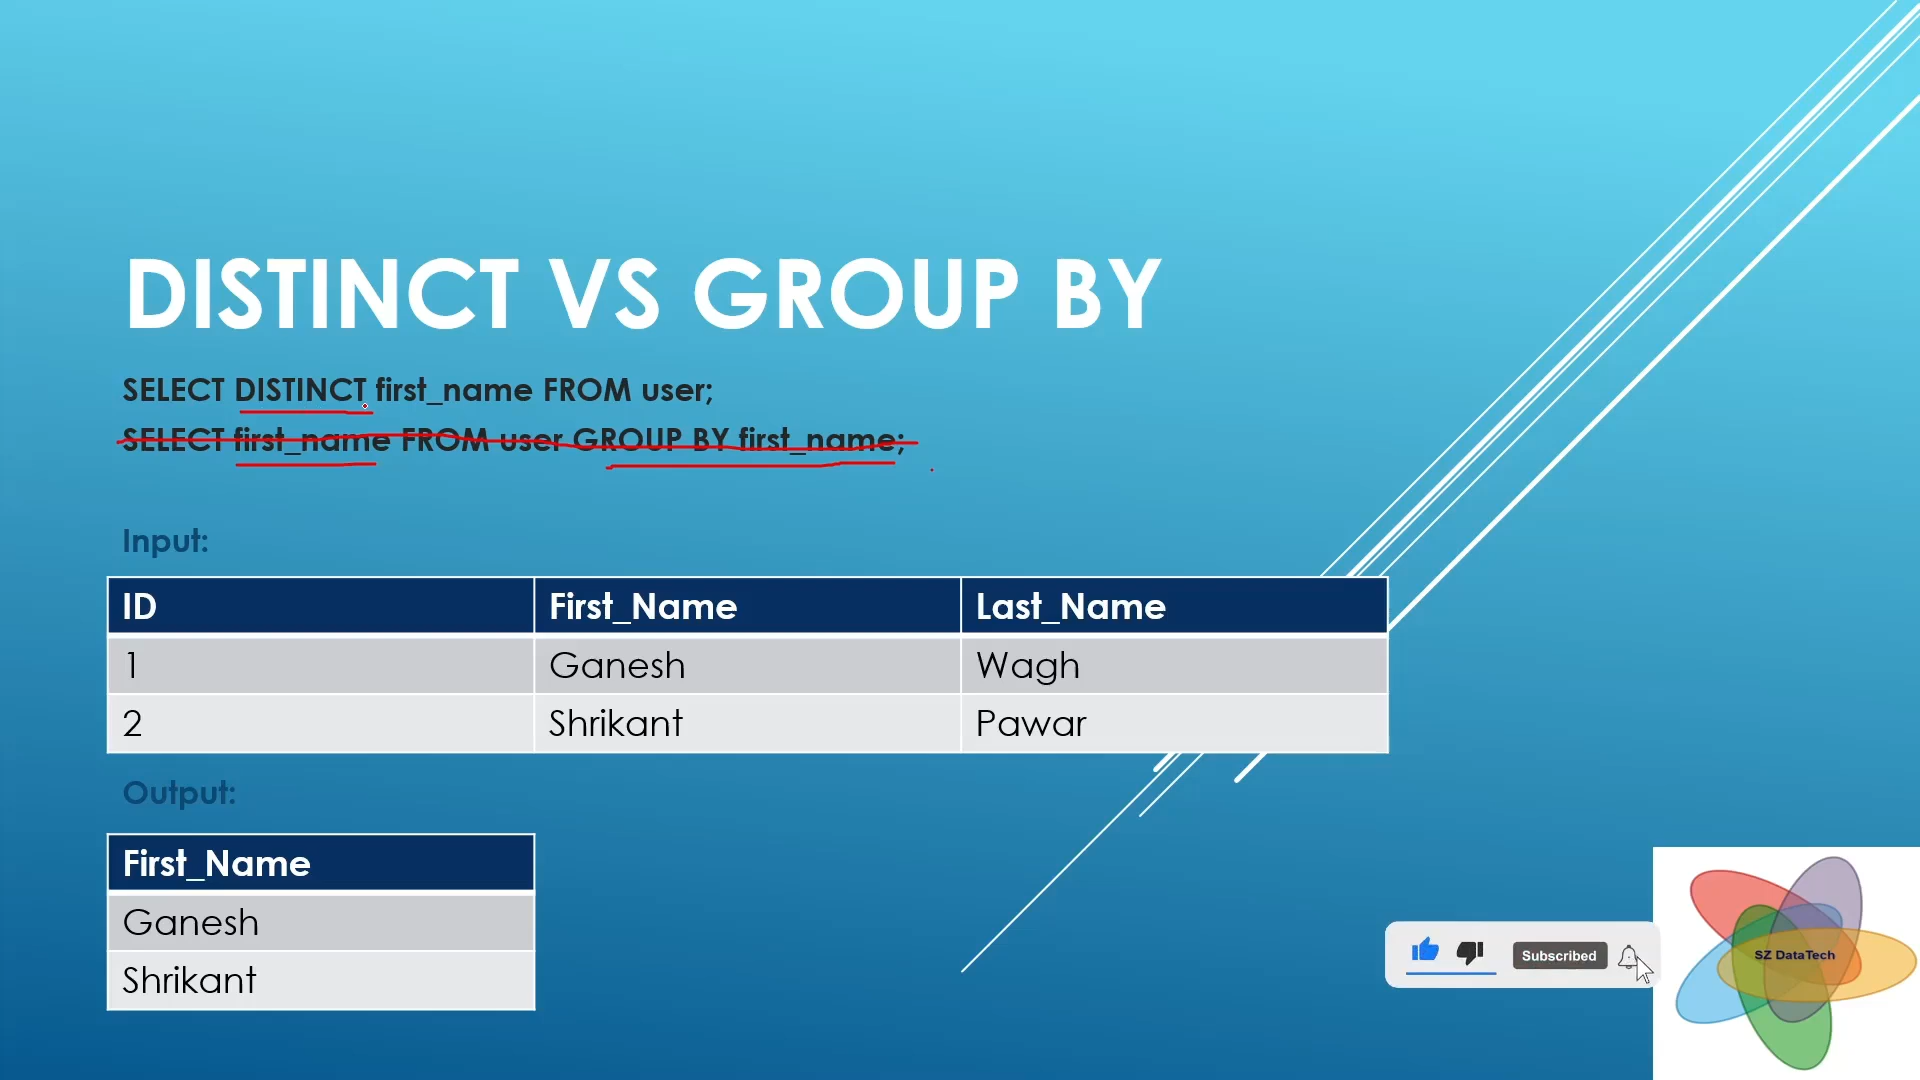 DISTINCT VS GROUP BY
SELECT DISTINCT first_name FROM user;
SELECT first_name FROM user GROUP BY first_name;
Input:
ID First_Name Last_Name
1 Ganesh Wagh
2 Shrikant Pawar
Output:
First_Name
Ganesh
Shrikant
Subscribed
SZ DataTech